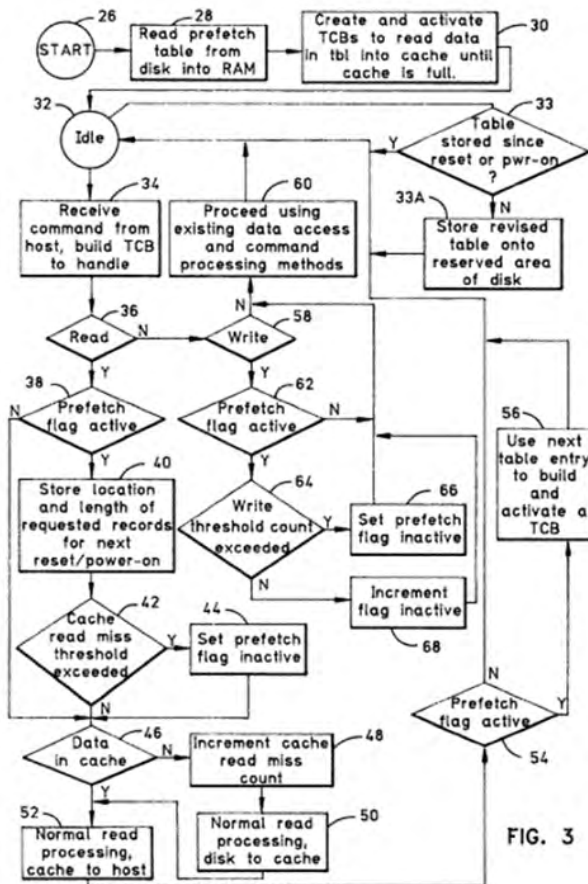 26
START
28
Read prefetch
table from
disk into RAM
30
Create and activate
TCBs to read data
in tbl into cache until
cache is full.
32
Idle
33
Table
stored since
reset or pwr-on
?
Y
N
33A
Store revised
table onto
reserved area
of disk
34
Receive
command from
host, build TCB
to handle
60
Proceed using
existing data access
and command
processing methods
N
36
Read
N
Y
58
Write
Y
38
N
Prefetch
flag active
Y
62
Prefetch
flag active
N
Y
56
Use next
table entry
to build
and
activate a
TCB
40
Store location
and length of
requested records
for next
reset/power-on
64
Write
threshold count
exceeded
Y
N
66
Set prefetch
flag inactive
Increment
flag inactive
68
42
Cache
read miss
threshold
exceeded
Y
N
44
Set prefetch
flag inactive
N
Prefetch
flag active
Y
54
46
Data
in cache
N
Y
Increment cache
read miss
count
48
52
Normal read
processing,
cache to host
Normal read
processing,
disk to cache
50
FIG. 3